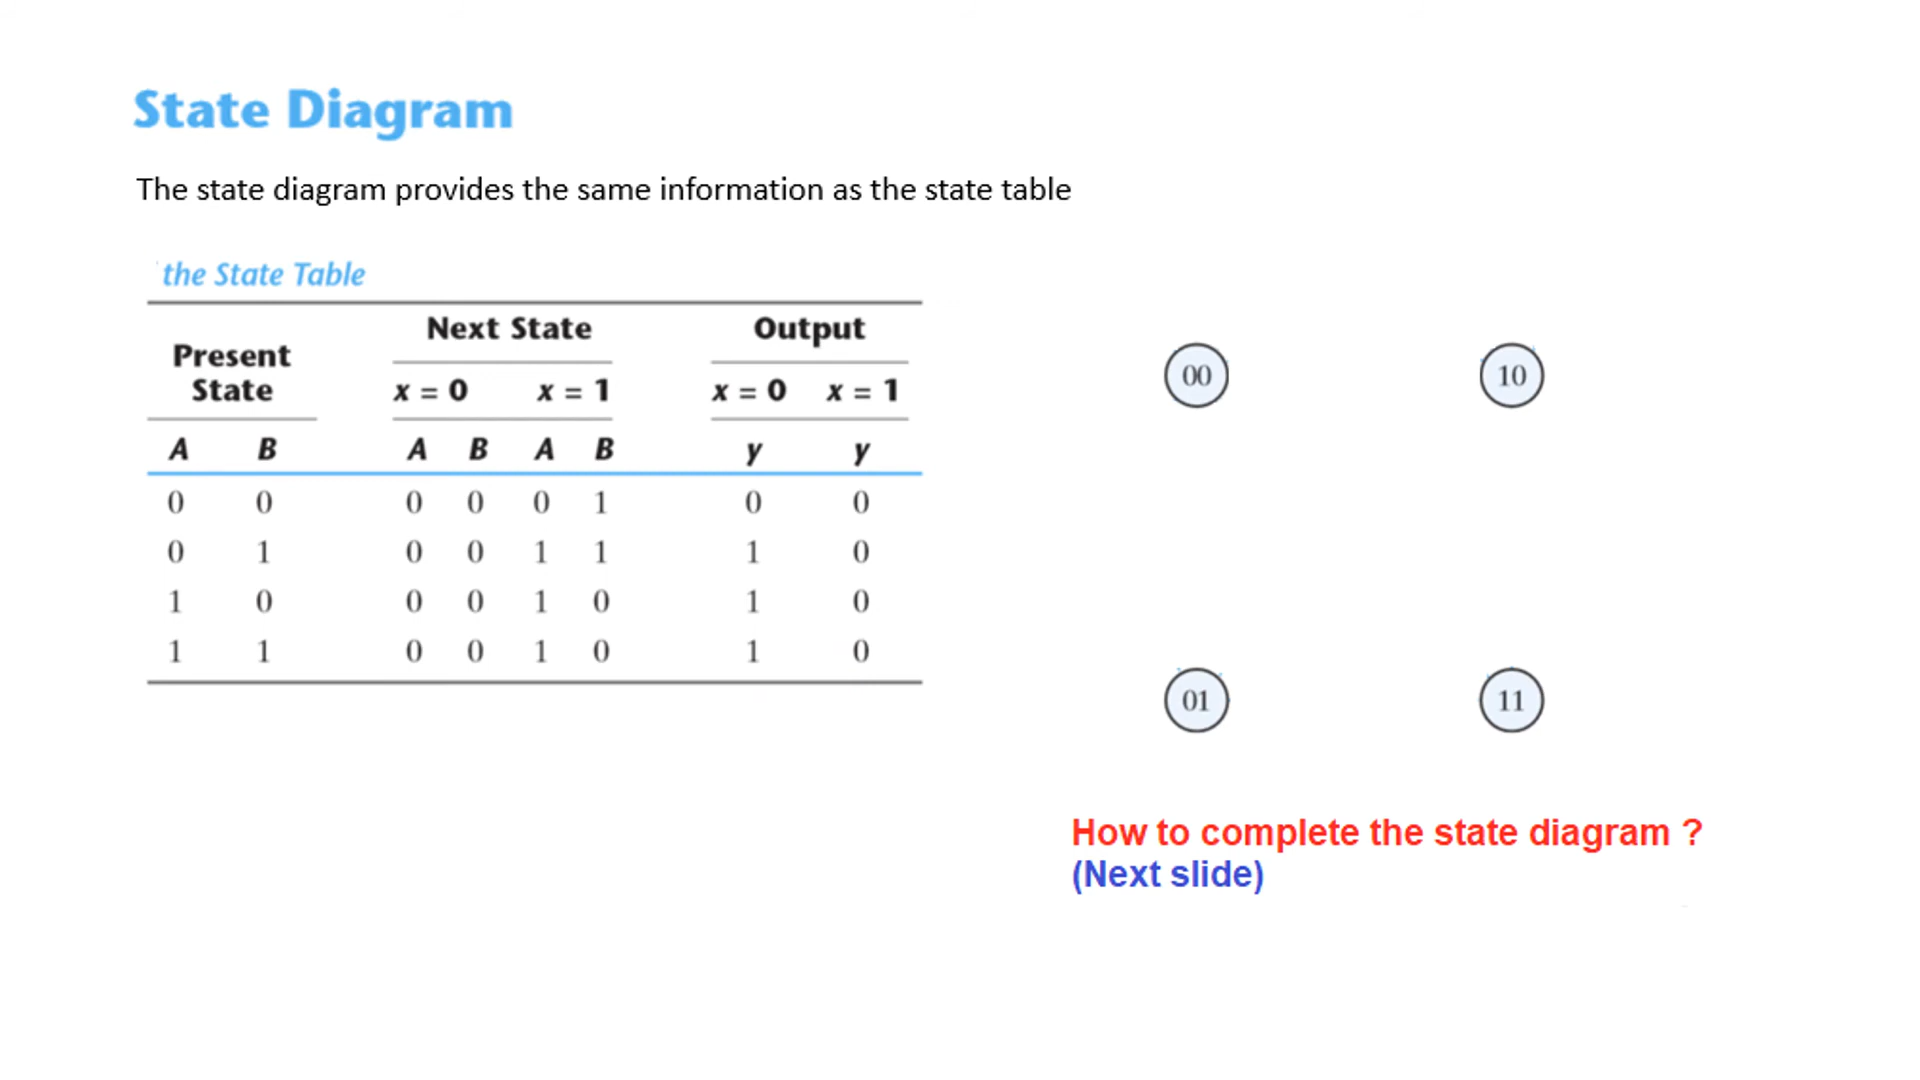 State Diagram
The state diagram provides the same information as the state table
the State Table
Present State Next State Output
x = 0 x = 1 x = 0 x = 1
A B A B A B y y
0 0 0 0 0 1 0 0
0 1 0 0 1 1 1 0
1 0 0 0 1 0 1 0
1 1 0 0 1 0 1 0
00 10
01 11
How to complete the state diagram ?
(Next slide)